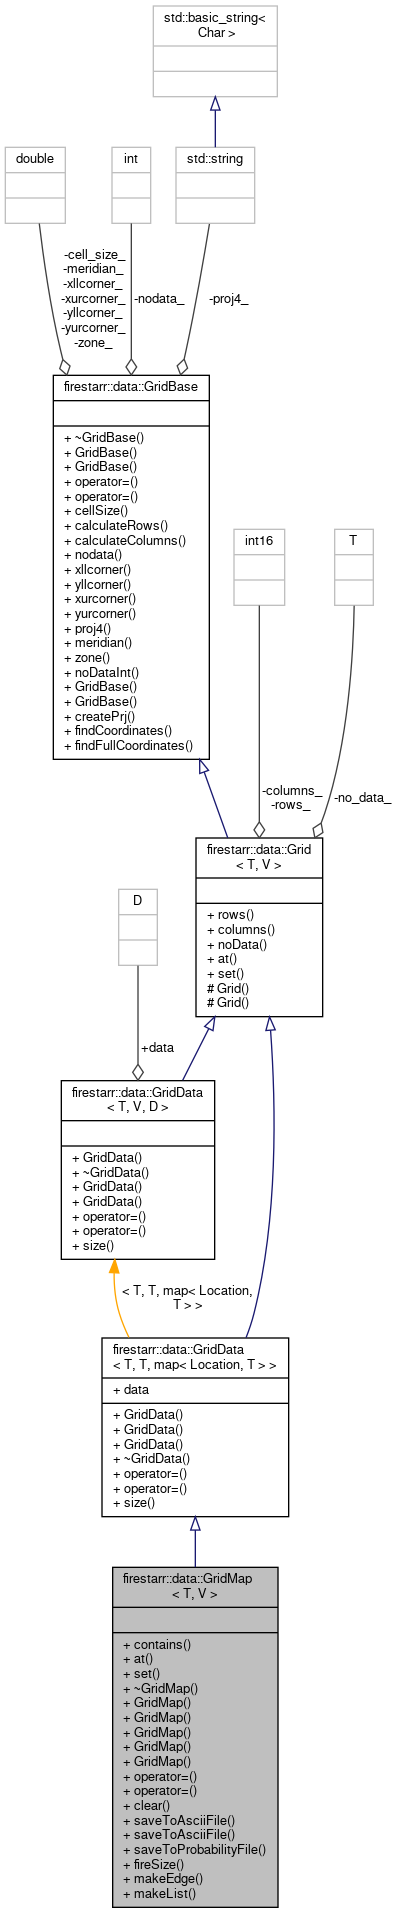 std::basic_string<
Char >
double
int
std::string
-cell_size_
-meridian_
-xllcorner_
-xurcorner_
-yllcorner_
-yurcorner_
-zone_
-nodata_
-proj4_
firestarr::data::GridBase
+ ~GridBase()
+ GridBase()
+ GridBase()
+ operator=()
+ operator=()
+ cellSize()
+ calculateRows()
+ calculateColumns()
+ nodata()
+ xllcorner()
+ yllcorner()
+ xurcorner()
+ yurcorner()
+ proj4()
+ meridian()
+ zone()
+ noDataInt()
+ GridBase()
+ GridBase()
+ createPrj()
+ findCoordinates()
+ findFullCoordinates()
int16
T
-columns_
-rows_
-no_data_
firestarr::data::Grid
< T, V >
+ rows()
+ columns()
+ noData()
+ at()
+ set()
# Grid()
# Grid()
D
+data
firestarr::data::GridData
< T, V, D >
+ GridData()
+ ~GridData()
+ GridData()
+ GridData()
+ operator=()
+ operator=()
+ size()
< T, T, map< Location,
T > >
firestarr::data::GridData
< T, T, map< Location, T > >
+ data
+ GridData()
+ GridData()
+ GridData()
+ ~GridData()
+ operator=()
+ operator=()
+ size()
firestarr::data::GridMap
< T, V >
+ contains()
+ at()
+ set()
+ ~GridMap()
+ GridMap()
+ GridMap()
+ GridMap()
+ GridMap()
+ GridMap()
+ operator=()
+ operator=()
+ clear()
+ saveToAsciiFile()
+ saveToAsciiFile()
+ saveToProbabilityFile()
+ fireSize()
+ makeEdge()
+ makeList()